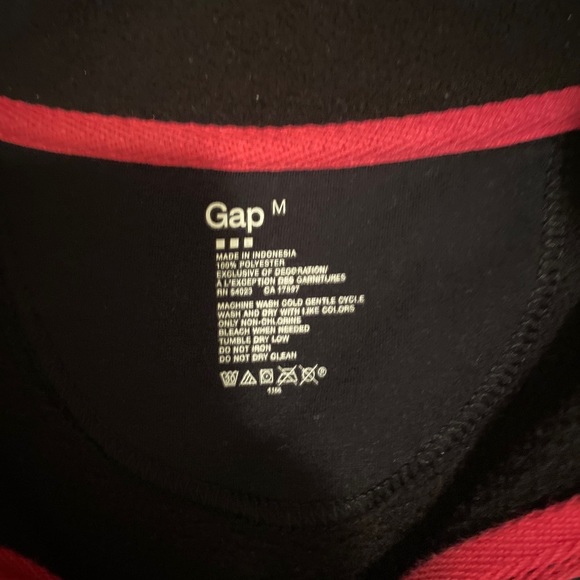 Gap M
MADE IN INDONESIA
100% POLYESTER
EXCLUSIVE OF DECORATION/
À L'EXCEPTION DES GARNITURES
RN 54023 CA 17897
MACHINE WASH COLD GENTLE CYCLE
WASH AND DRY WITH LIKE COLORS
ONLY NON-CHLORINE
BLEACH WHEN NEEDED
TUMBLE DRY LOW
DO NOT IRON
DO NOT DRY CLEAN